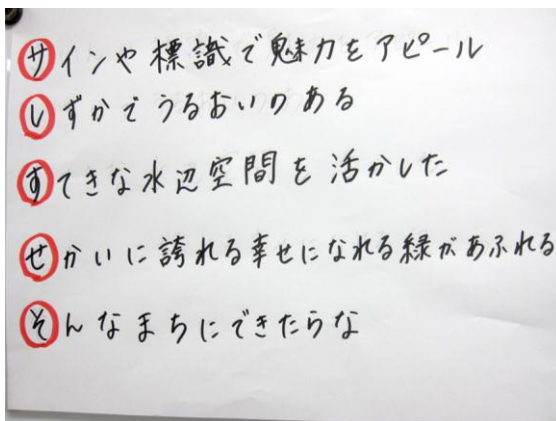 サインや標識で魅力をアピール
しずかでうるおいのある
すてきな水辺空間を活かした
せかいに誇れる幸せになれる緑があふれる
そんなまちにできたらな